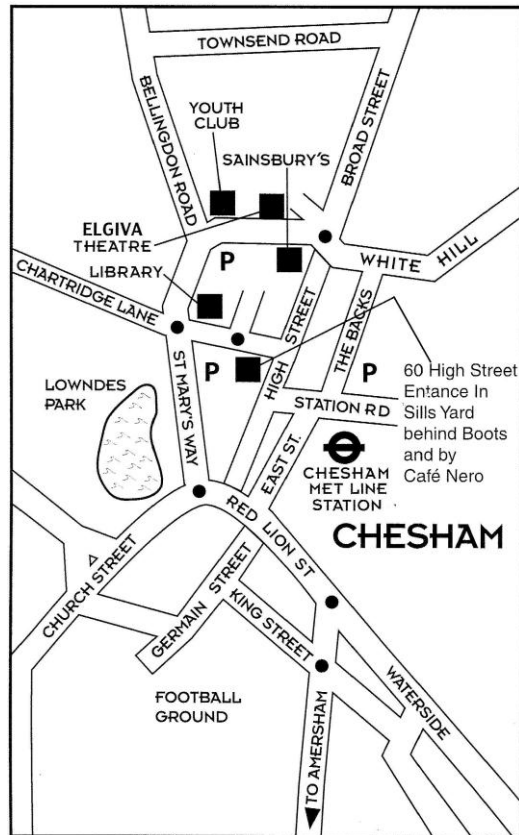 TOWNSEND ROAD
BELLINGDON ROAD
BROAD STREET
YOUTH
CLUB
SAINSBURY'S
ELGIVA
THEATRE
LIBRARY
P
WHITE HILL
CHARTRIDGE LANE
HIGH STREET
THE BACKS
ST MARY'S WAY
P
P
LOWNDES
PARK
STATION RD
60 High Street
Entance In
Sills Yard
behind Boots
and by
Café Nero
EAST ST.
CHESHAM
MET LINE
STATION
RED LION ST
CHESHAM
CHURCH STREET
GERMAIN STREET
KING STREET
FOOTBALL
GROUND
WATERSIDE
TO AMERSHAM